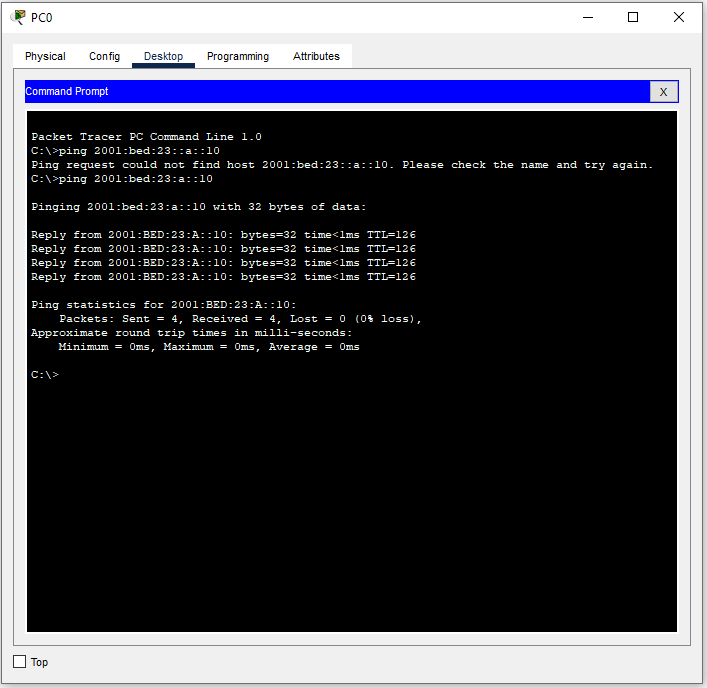 PC0
Physical Config Desktop Programming Attributes
Command Prompt
X
Packet Tracer PC Command Line 1.0
C:\>ping 2001:bed:23::a::10
Ping request could not find host 2001:bed:23::a::10. Please check the name and try again.
C:\>ping 2001:bed:23:a::10
Pinging 2001:bed:23:a::10 with 32 bytes of data:
Reply from 2001:BED:23:A::10: bytes=32 time<1ms TTL=126
Reply from 2001:BED:23:A::10: bytes=32 time<1ms TTL=126
Reply from 2001:BED:23:A::10: bytes=32 time<1ms TTL=126
Reply from 2001:BED:23:A::10: bytes=32 time<1ms TTL=126
Ping statistics for 2001:BED:23:A::10:
Packets: Sent = 4, Received = 4, Lost = 0 (0% loss),
Approximate round trip times in milli-seconds:
Minimum = 0ms, Maximum = 0ms, Average = 0ms
C:\>
Top